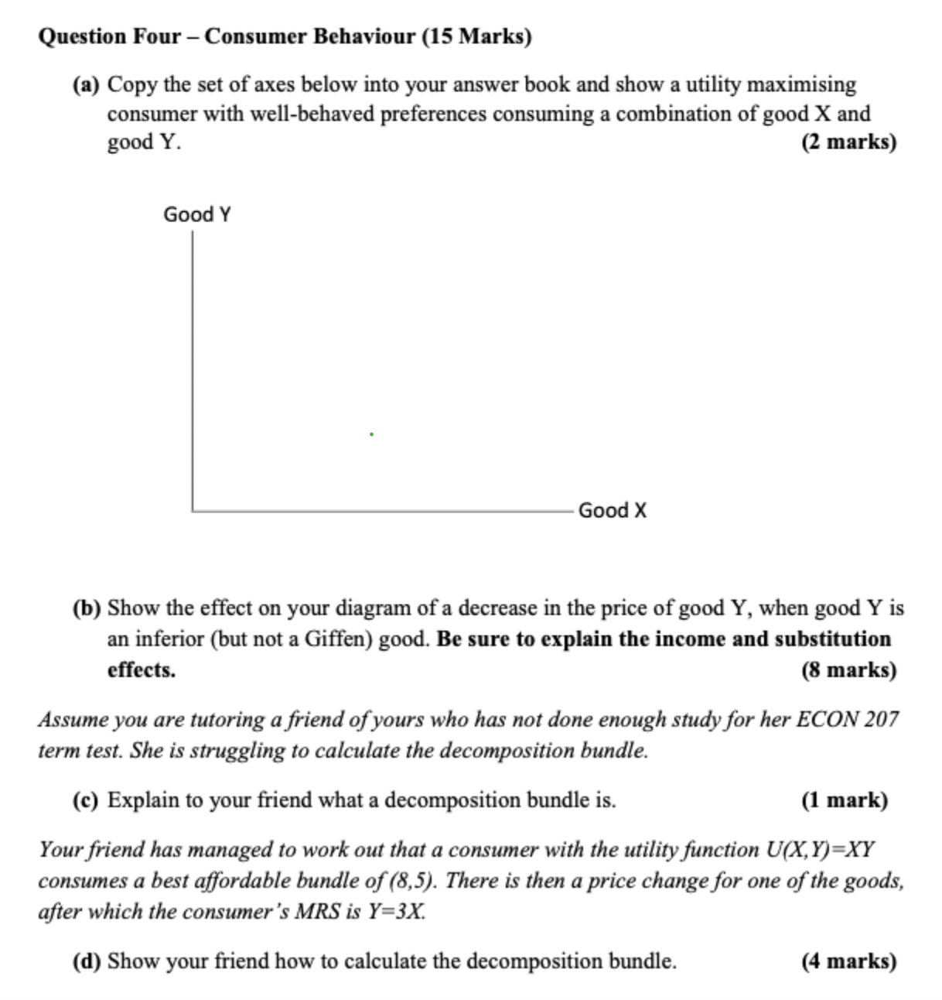 Question Four – Consumer Behaviour (15 Marks)
(a) Copy the set of axes below into your answer book and show a utility maximising
consumer with well-behaved preferences consuming a combination of good X and
good Y. (2 marks)
Good Y
Good X
(b) Show the effect on your diagram of a decrease in the price of good Y, when good Y is
an inferior (but not a Giffen) good. Be sure to explain the income and substitution
effects. (8 marks)
Assume you are tutoring a friend of yours who has not done enough study for her ECON 207
term test. She is struggling to calculate the decomposition bundle.
(c) Explain to your friend what a decomposition bundle is. (1 mark)
Your friend has managed to work out that a consumer with the utility function U(X,Y)=XY
consumes a best affordable bundle of (8,5). There is then a price change for one of the goods,
after which the consumer's MRS is Y=3X.
(d) Show your friend how to calculate the decomposition bundle. (4 marks)